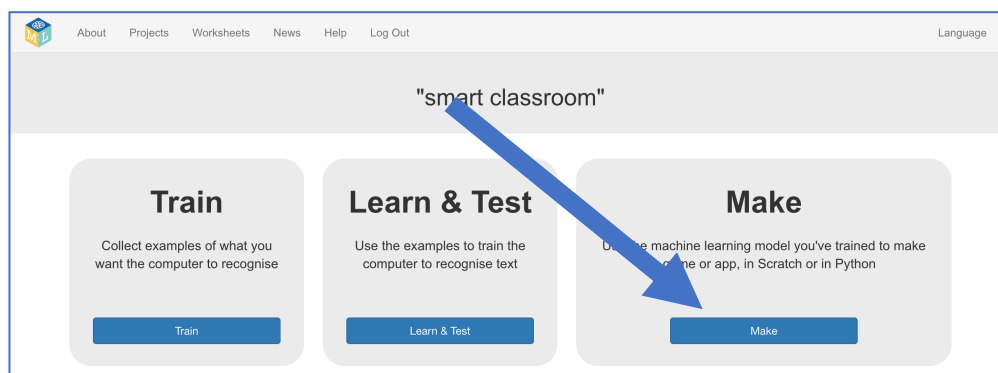 ML
About Projects Worksheets News Help Log Out Language
"smart classroom"
Train
Collect examples of what you
want the computer to recognise
Train
Learn & Test
Use the examples to train the
computer to recognise text
Learn & Test
Make
machine learning model you've trained to make
or app, in Scratch or in Python
Make